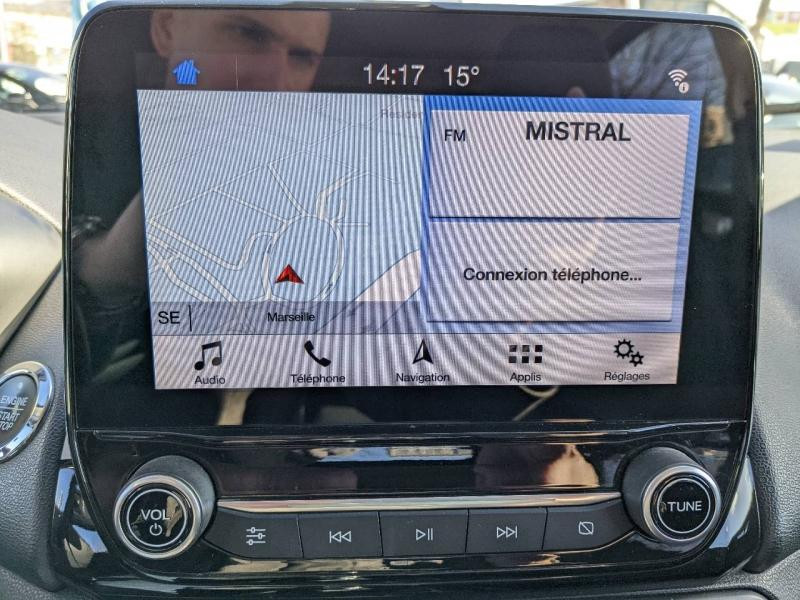 14:17 15°
Residen
FM MISTRAL
Connexion téléphone...
SE
Marseille
Audio Téléphone Navigation Applis Réglages
ENGINE
START
STOP
VOL
TUNE